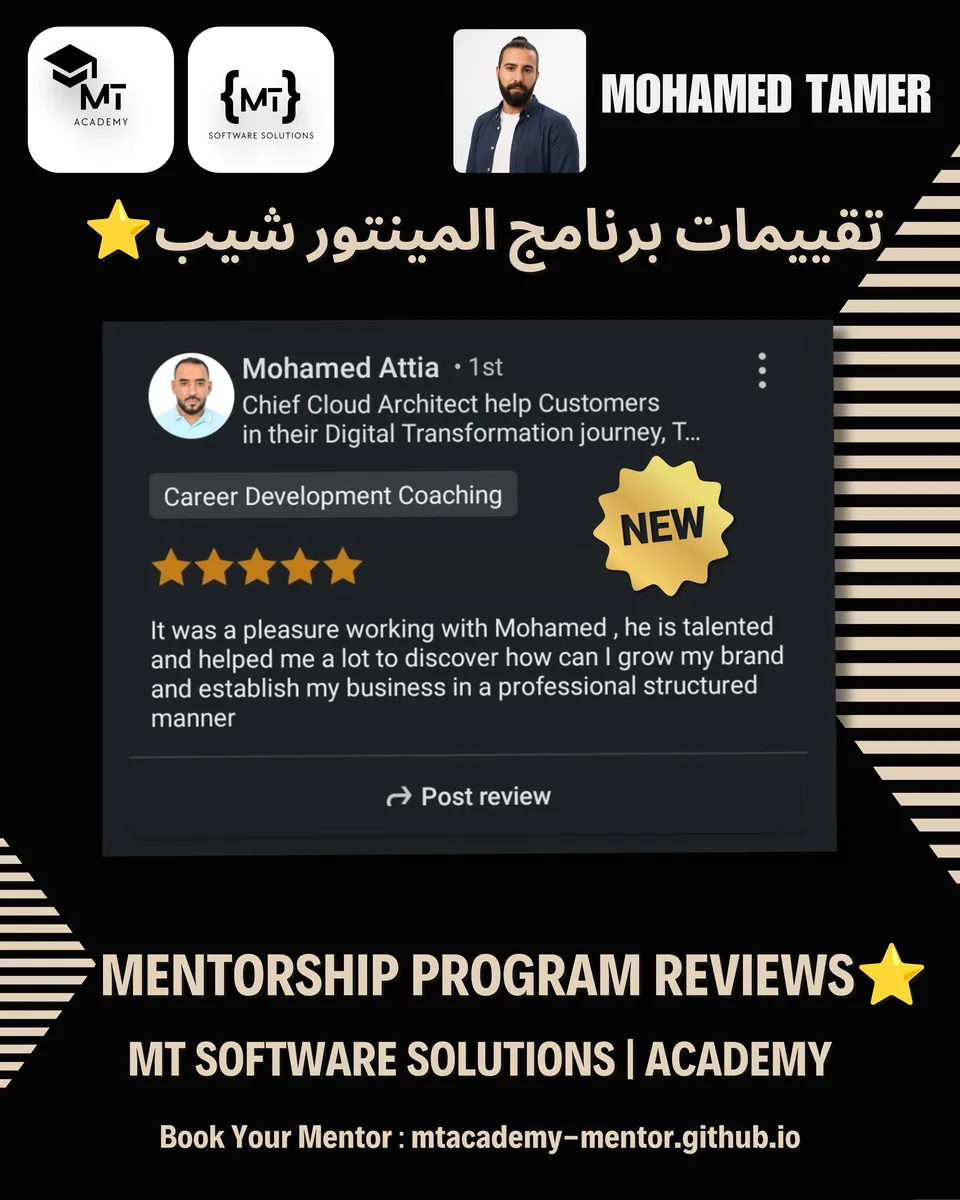 MT
ACADEMY
{MT}
SOFTWARE SOLUTIONS
MOHAMED TAMER
تقييمات برنامج المينتور شيب⭐
Mohamed Attia • 1st
Chief Cloud Architect help Customers
in their Digital Transformation journey, T...
Career Development Coaching
NEW
It was a pleasure working with Mohamed , he is talented
and helped me a lot to discover how can I grow my brand
and establish my business in a professional structured
manner
Post review
MENTORSHIP PROGRAM REVIEWS⭐
MT SOFTWARE SOLUTIONS | ACADEMY
Book Your Mentor : mtacademy-mentor.github.io